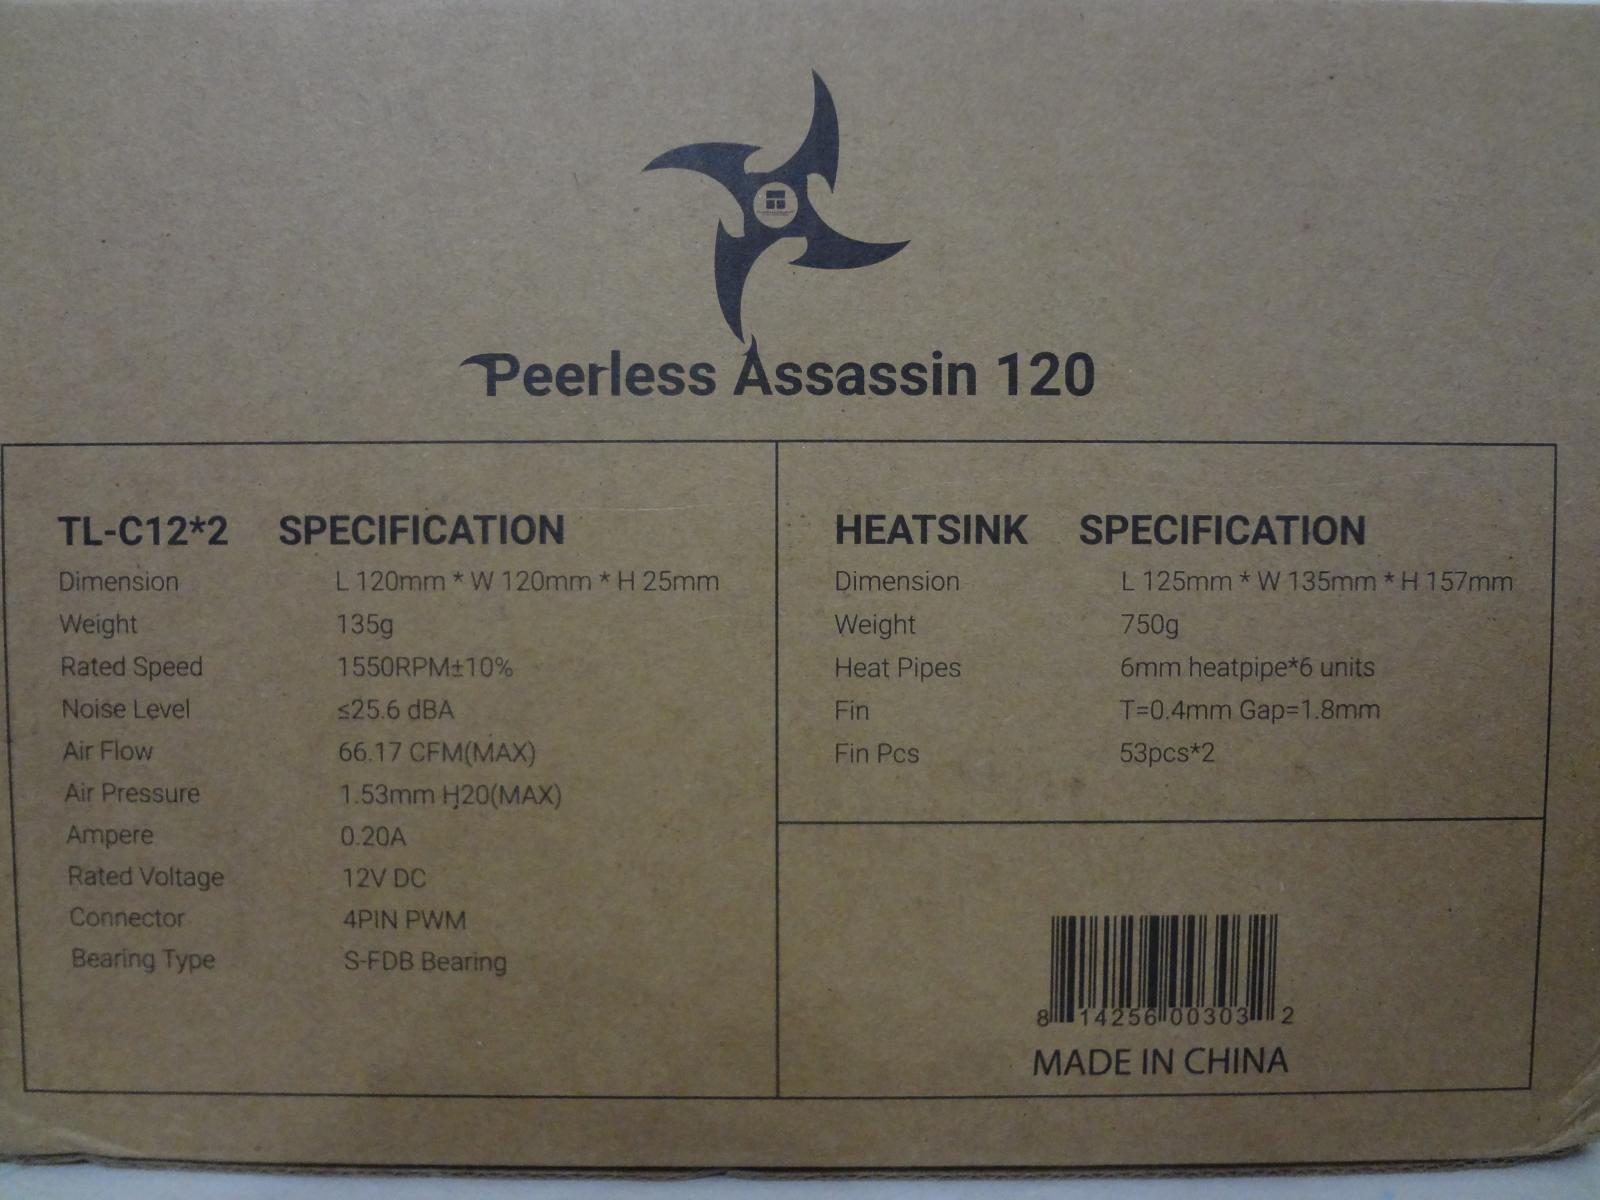 Peerless Assassin 120
TL-C12*2 SPECIFICATION
Dimension L 120mm * W 120mm * H 25mm
Weight 135g
Rated Speed 1550RPM±10%
Noise Level ≤25.6 dBA
Air Flow 66.17 CFM(MAX)
Air Pressure 1.53mm H20(MAX)
Ampere 0.20A
Rated Voltage 12V DC
Connector 4PIN PWM
Bearing Type S-FDB Bearing
HEATSINK SPECIFICATION
Dimension L 125mm * W 135mm * H 157mm
Weight 750g
Heat Pipes 6mm heatpipe*6 units
Fin T=0.4mm Gap=1.8mm
Fin Pcs 53pcs*2
8 14256 00303 2
MADE IN CHINA